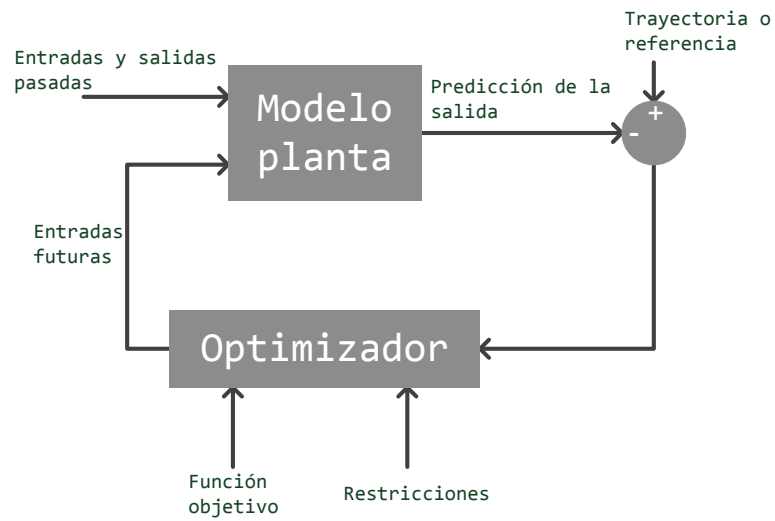 Trayectoria o
referencia
Entradas y salidas
pasadas
Modelo
planta
Predicción de la
salida
+
-
Entradas
futuras
Optimizador
Función
objetivo
Restricciones